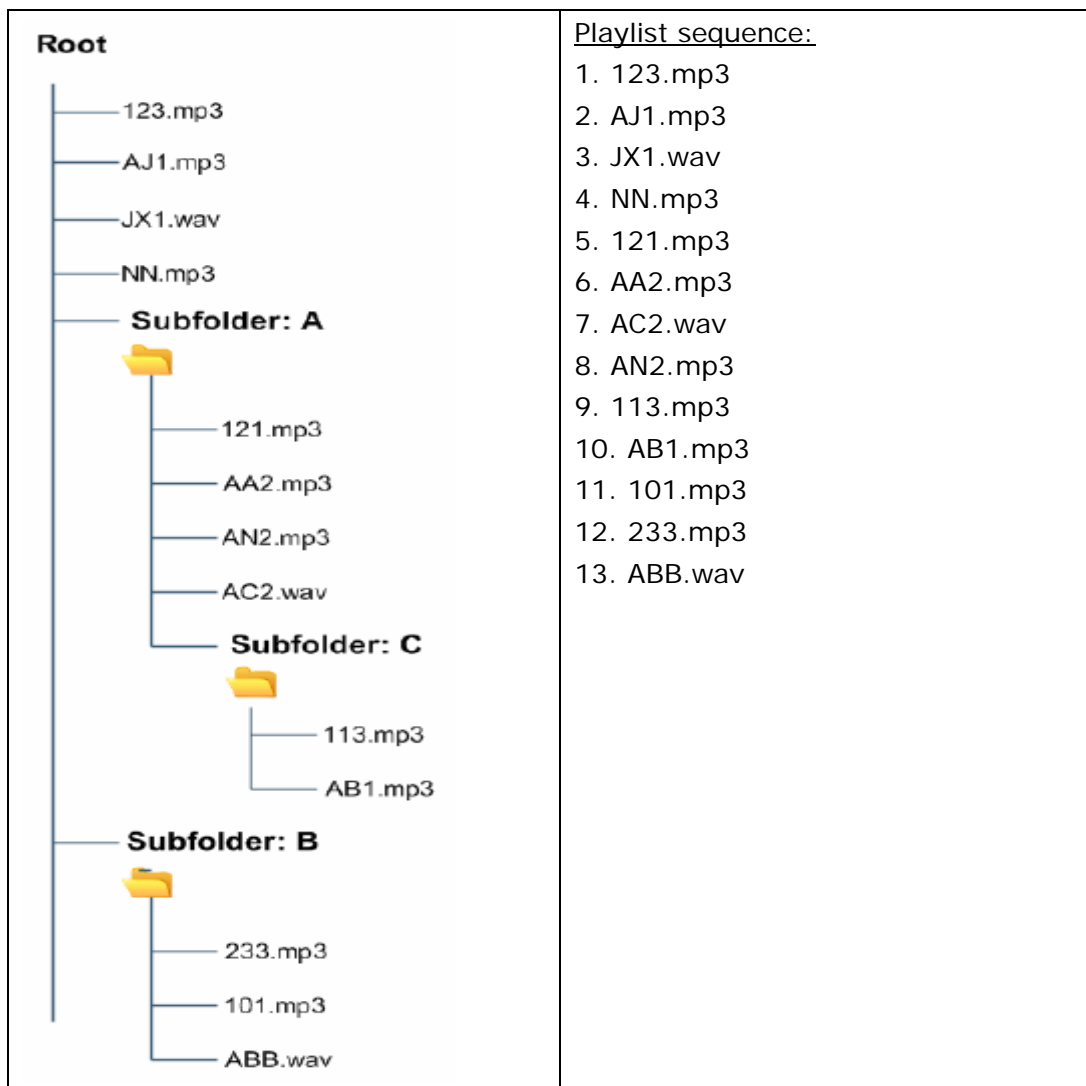 Root
123.mp3
AJ1.mp3
JX1.wav
NN.mp3
Subfolder: A
121.mp3
AA2.mp3
AN2.mp3
AC2.wav
Subfolder: C
113.mp3
AB1.mp3
Subfolder: B
233.mp3
101.mp3
ABB.wav
Playlist sequence:
1. 123.mp3
2. AJ1.mp3
3. JX1.wav
4. NN.mp3
5. 121.mp3
6. AA2.mp3
7. AC2.wav
8. AN2.mp3
9. 113.mp3
10. AB1.mp3
11. 101.mp3
12. 233.mp3
13. ABB.wav